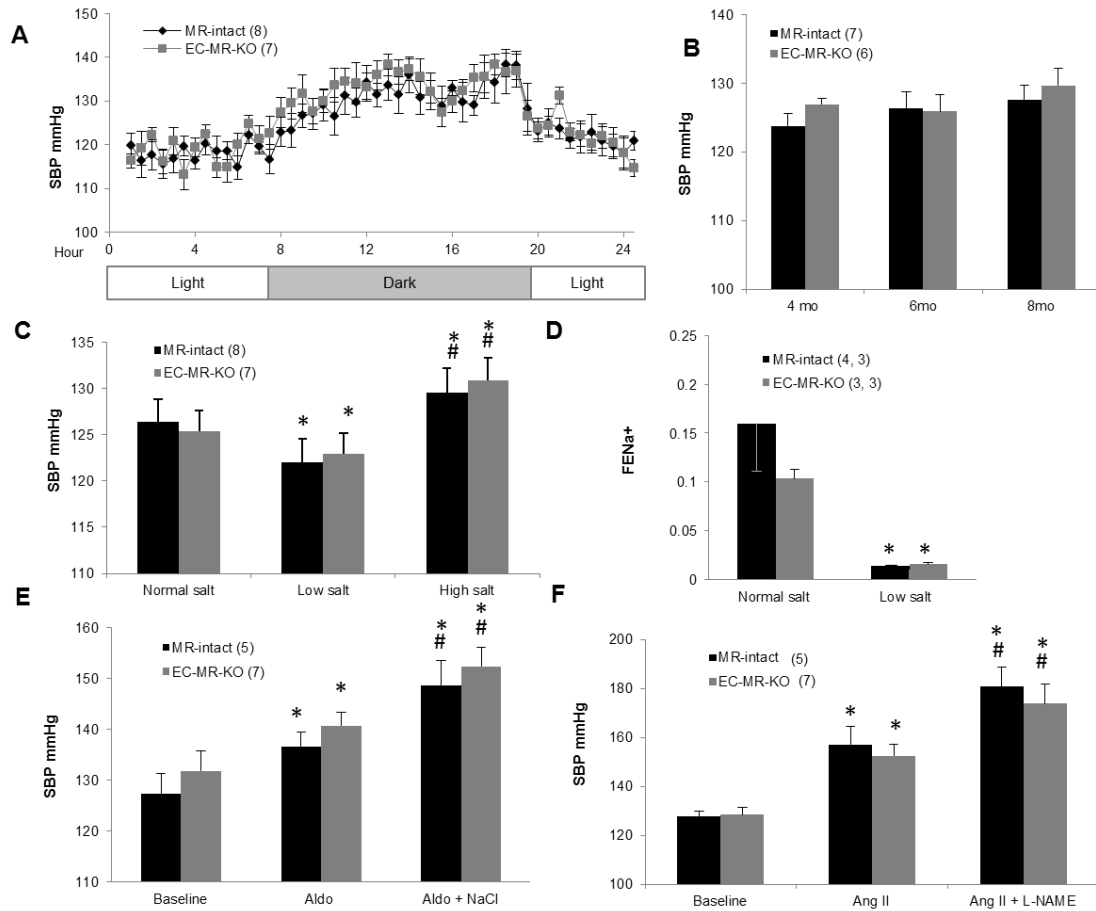 A
MR-intact (8)
EC-MR-KO (7)
SBP mmHg
150
140
130
120
110
100
Hour
0 4 8 12 16 20 24
Light Dark Light
B
MR-intact (7)
EC-MR-KO (6)
SBP mmHg
140
130
120
110
100
4 mo 6mo 8mo
C
MR-intact (8)
EC-MR-KO (7)
SBP mmHg
135
130
125
121
115
110
* * * *
# #
Normal salt Low salt High salt
D
MR-intact (4, 3)
EC-MR-KO (3, 3)
FENa+
0.25
0.2
0.15
0.1
0.05
0
* *
Normal salt Low salt
E
MR-intact (5)
EC-MR-KO (7)
SBP mmHg
160
150
140
130
120
110
* * * *
# #
Baseline Aldo Aldo + NaCl
F
MR-intact (5)
EC-MR-KO (7)
SBP mmHg
200
180
160
140
120
100
* * * *
# #
Baseline Ang II Ang II + L-NAME